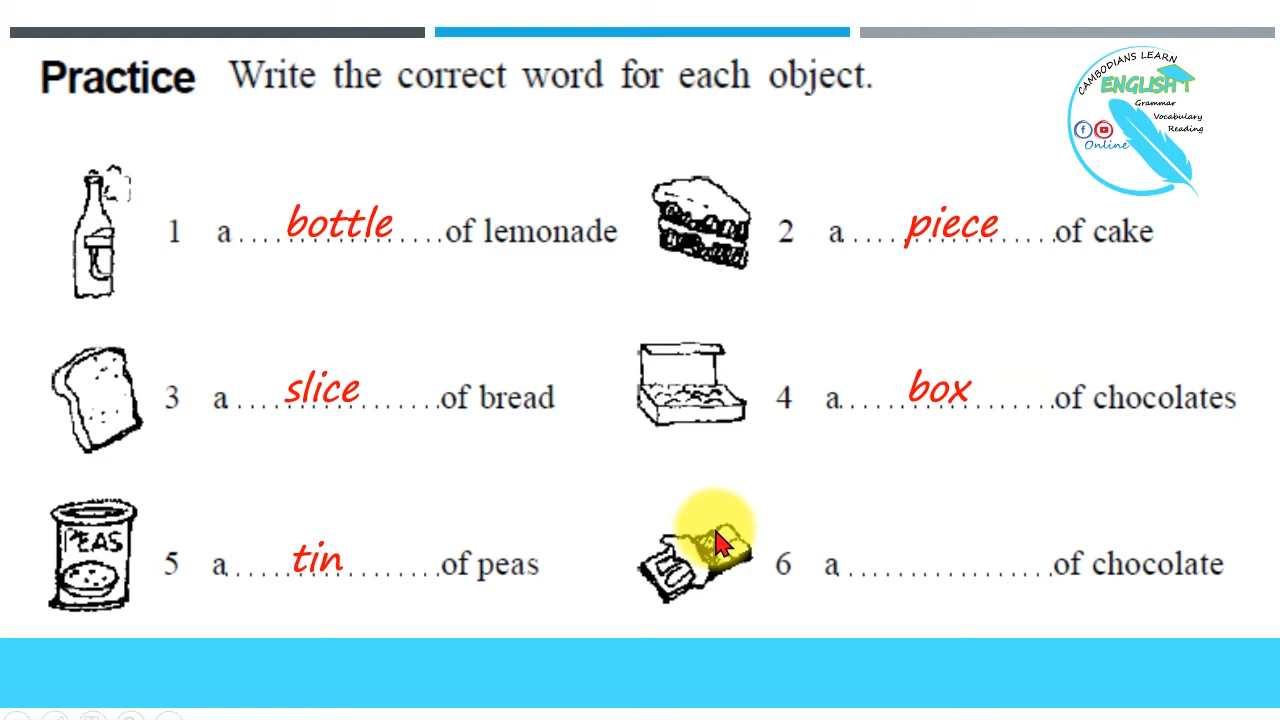 Practice Write the correct word for each object.
CAMBODIANS LEARN
ENGLISH
Grammar
Vocabulary
Reading
Online
1 a ....bottle.... of lemonade
2 a ....piece.... of cake
3 a ....slice.... of bread
4 a ....box.... of chocolates
PEAS
5 a ....tin.... of peas
6 a .................. of chocolate